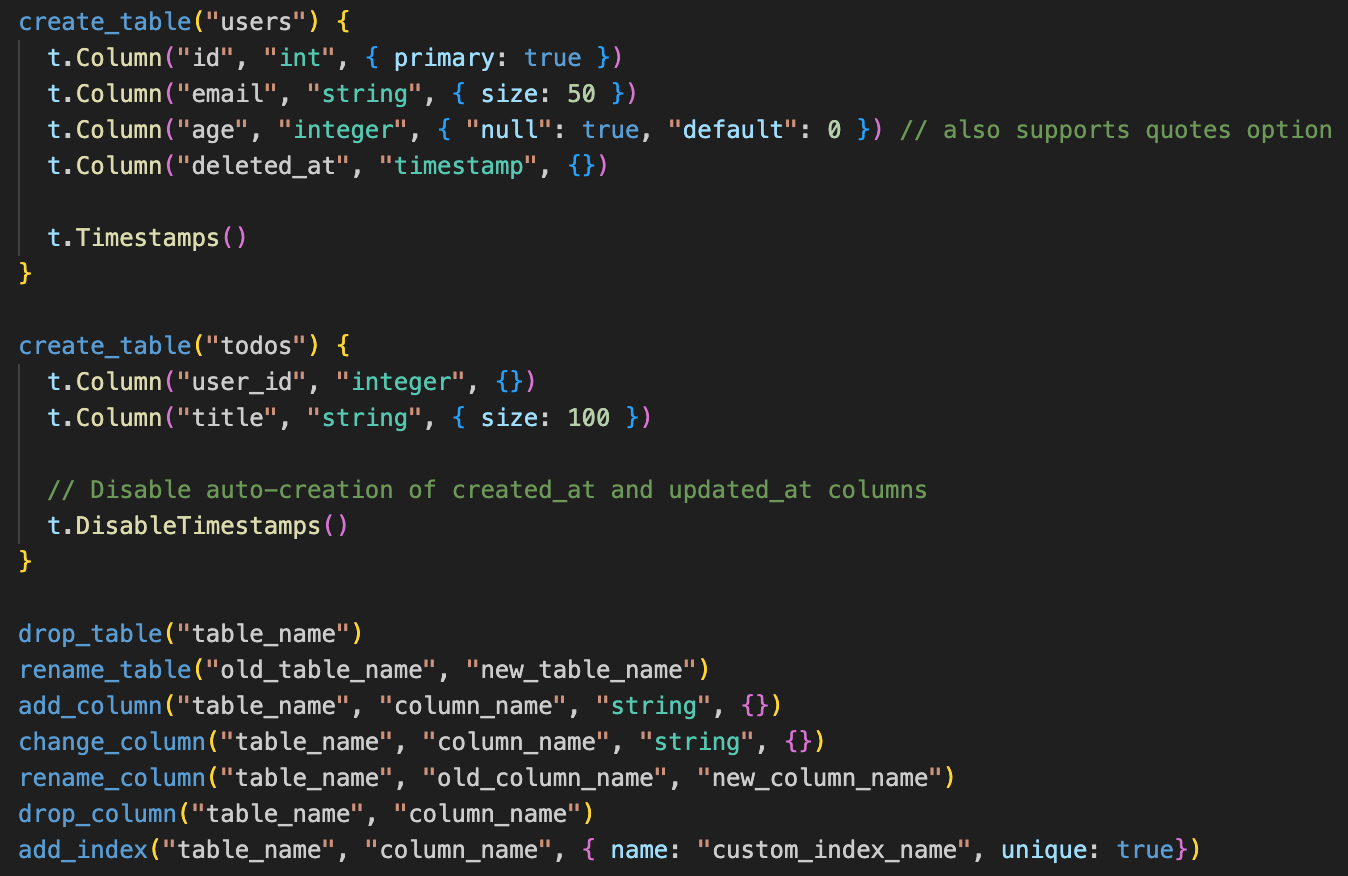 create_table("users") {
  t.Column("id", "int", { primary: true })
  t.Column("email", "string", { size: 50 })
  t.Column("age", "integer", { "null": true, "default": 0 }) // also supports quotes option
  t.Column("deleted_at", "timestamp", {})

  t.Timestamps()
}

create_table("todos") {
  t.Column("user_id", "integer", {})
  t.Column("title", "string", { size: 100 })

  // Disable auto-creation of created_at and updated_at columns
  t.DisableTimestamps()
}

drop_table("table_name")
rename_table("old_table_name", "new_table_name")
add_column("table_name", "column_name", "string", {})
change_column("table_name", "column_name", "string", {})
rename_column("table_name", "old_column_name", "new_column_name")
drop_column("table_name", "column_name")
add_index("table_name", "column_name", { name: "custom_index_name", unique: true})